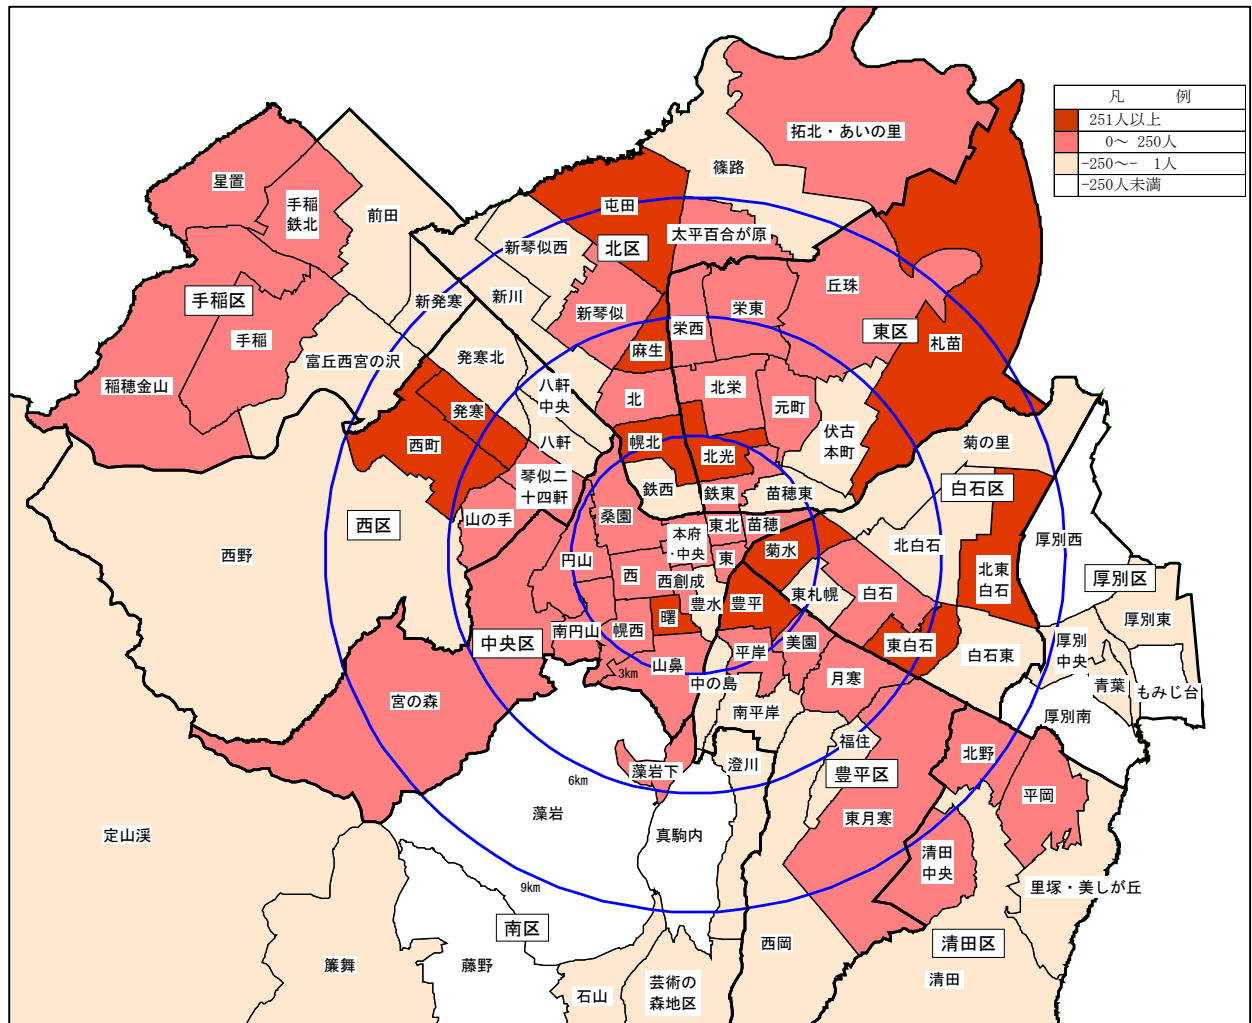 凡 例
251人以上
0～ 250人
-250～- 1人
-250人未満
拓北・あいの里
篠路
星置
手稲
鉄北
前田
屯田
太平百合が原
新琴似西
北区
丘珠
手稲区
新発寒
新川
新琴似
栄西
栄東
東区
札苗
手稲
富丘西宮の沢
発寒北
麻生
稲穂金山
八軒
中央
北
北栄
元町
発寒
西町
八軒
幌北
北光
伏古
本町
菊の里
琴似二
十四軒
鉄西
鉄東
苗穂東
白石区
西区
山の手
桑園
本府
・中央
東北
苗穂
北白石
厚別西
西野
円山
西
東
菊水
北東
白石
厚別区
西創成
東札幌
白石
曙
豊水
豊平
厚別東
中央区
南円山
幌西
平岸
美園
東白石
白石東
厚別
中央
山鼻
3km
中の島
月寒
青葉
もみじ台
宮の森
南平岸
厚別南
福住
北野
藻岩下
澄川
豊平区
6km
平岡
藻岩
東月寒
定山渓
真駒内
清田
中央
9km
里塚・美しが丘
南区
西岡
清田区
簾舞
藤野
石山
芸術の
森地区
清田